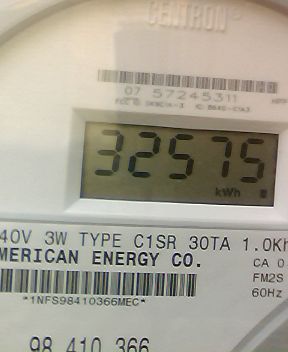 CENTRON®
07 57245311
32575
kWh
40V 3W TYPE C1SR 30TA 1.0Kh
MERICAN ENERGY CO.
CA 0
FM2S
60Hz
*1NFS98410366MEC*
98 410 366